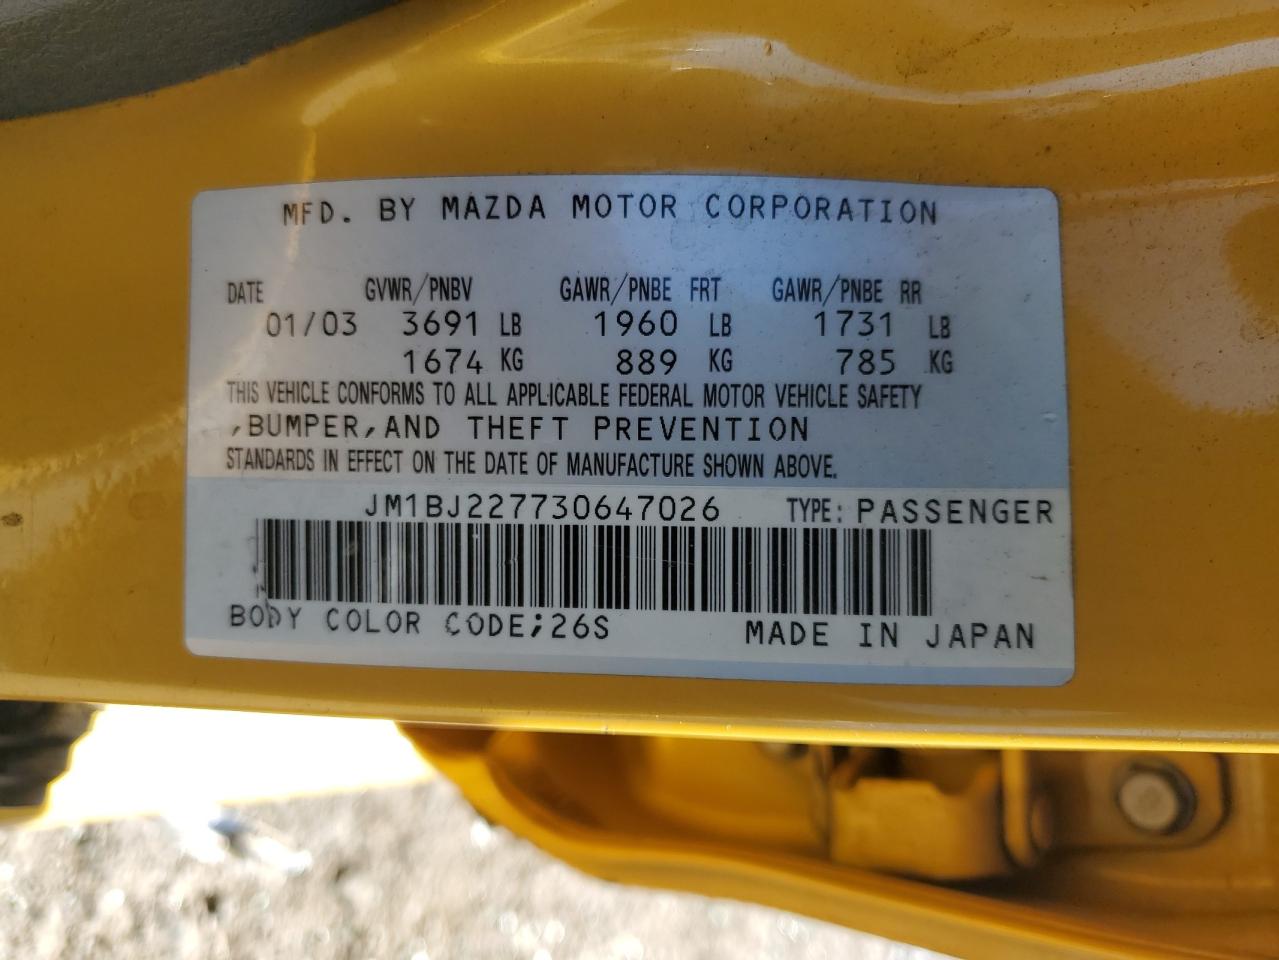 MFD. BY MAZDA MOTOR CORPORATION
DATE GVWR/PNBV GAWR/PNBE FRT GAWR/PNBE RR
01/03 3691 LB 1960 LB 1731 LB
1674 KG 889 KG 785 KG
THIS VEHICLE CONFORMS TO ALL APPLICABLE FEDERAL MOTOR VEHICLE SAFETY
,BUMPER,AND THEFT PREVENTION
STANDARDS IN EFFECT ON THE DATE OF MANUFACTURE SHOWN ABOVE.
JM1BJ227730647026 TYPE: PASSENGER
BODY COLOR CODE;26S MADE IN JAPAN